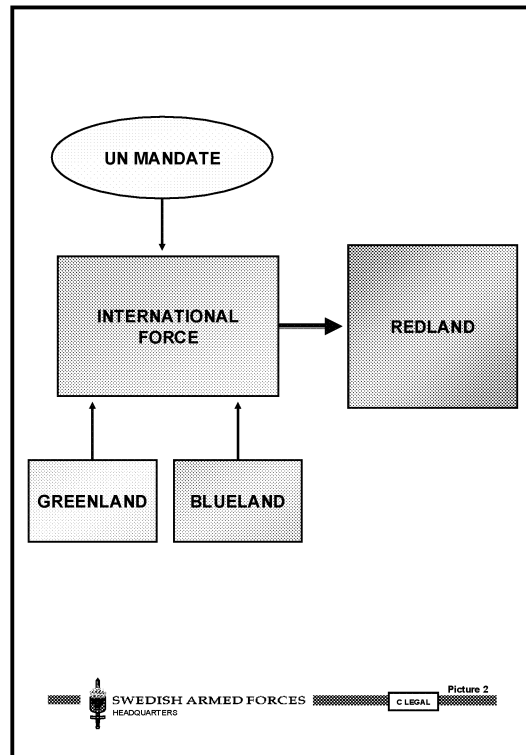 UN MANDATE
INTERNATIONAL
FORCE
REDLAND
GREENLAND
BLUELAND
SWEDISH ARMED FORCES
HEADQUARTERS
C LEGAL
Picture 2